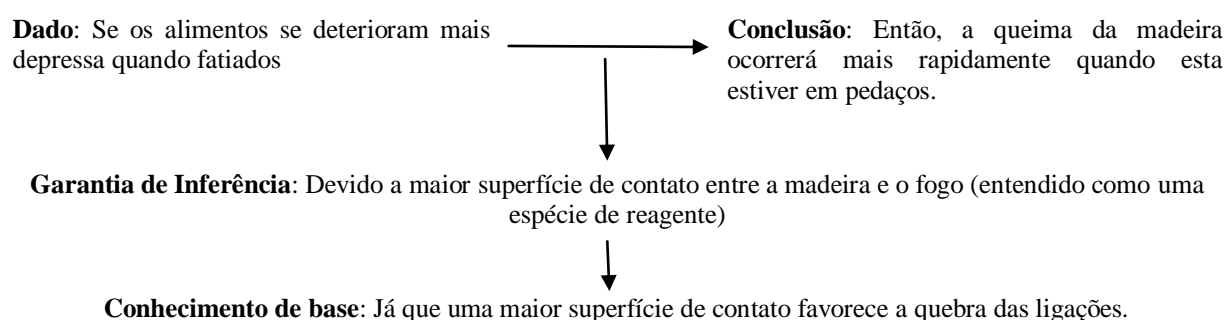 Dado: Se os alimentos se deterioram mais
depressa quando fatiados
Conclusão: Então, a queima da madeira
ocorrerá mais rapidamente quando esta
estiver em pedaços.
Garantia de Inferência: Devido a maior superfície de contato entre a madeira e o fogo (entendido como uma
espécie de reagente)
Conhecimento de base: Já que uma maior superfície de contato favorece a quebra das ligações.